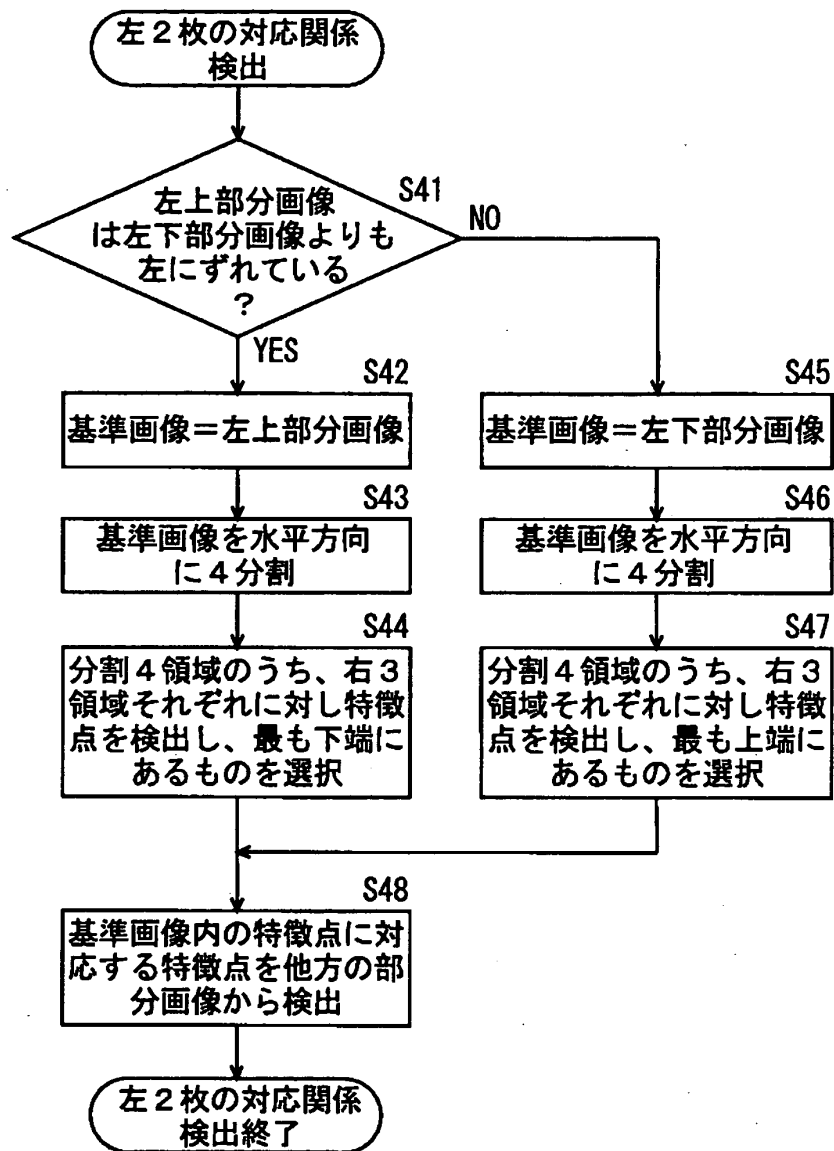 左２枚の対応関係
検出
S41
左上部分画像
は左下部分画像よりも
左にずれている
？
NO
YES
S42
基準画像＝左上部分画像
S43
基準画像を水平方向
に４分割
S44
分割４領域のうち、右３
領域それぞれに対し特徴
点を検出し、最も下端に
あるものを選択
S45
基準画像＝左下部分画像
S46
基準画像を水平方向
に４分割
S47
分割４領域のうち、右３
領域それぞれに対し特徴
点を検出し、最も上端に
あるものを選択
S48
基準画像内の特徴点に対
応する特徴点を他方の部
分画像から検出
左２枚の対応関係
検出終了